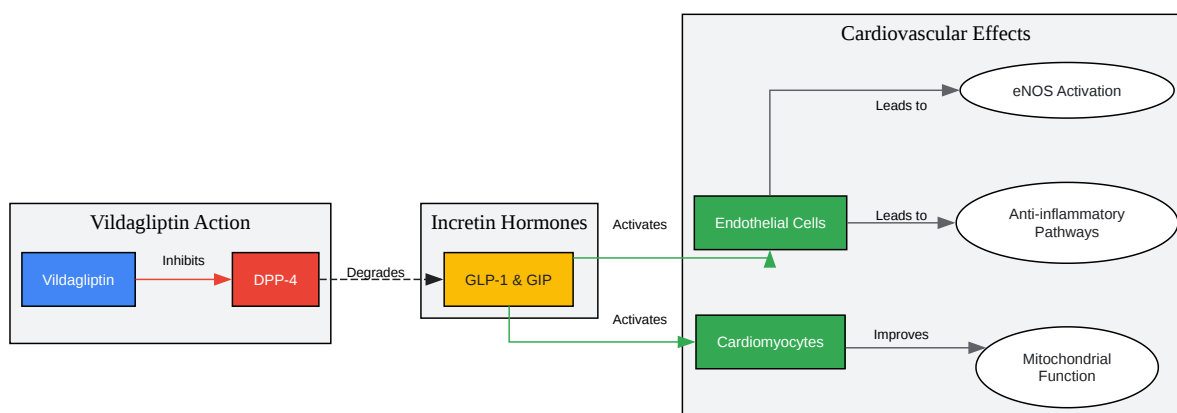 Cardiovascular Effects
eNOS Activation
Leads to
Vildagliptin Action
Incretin Hormones
Activates
Endothelial Cells
Leads to
Anti-inflammatory
Pathways
Vildagliptin
Inhibits
DPP-4
Degrades
GLP-1 & GIP
Activates
Cardiomyocytes
Improves
Mitochondrial
Function